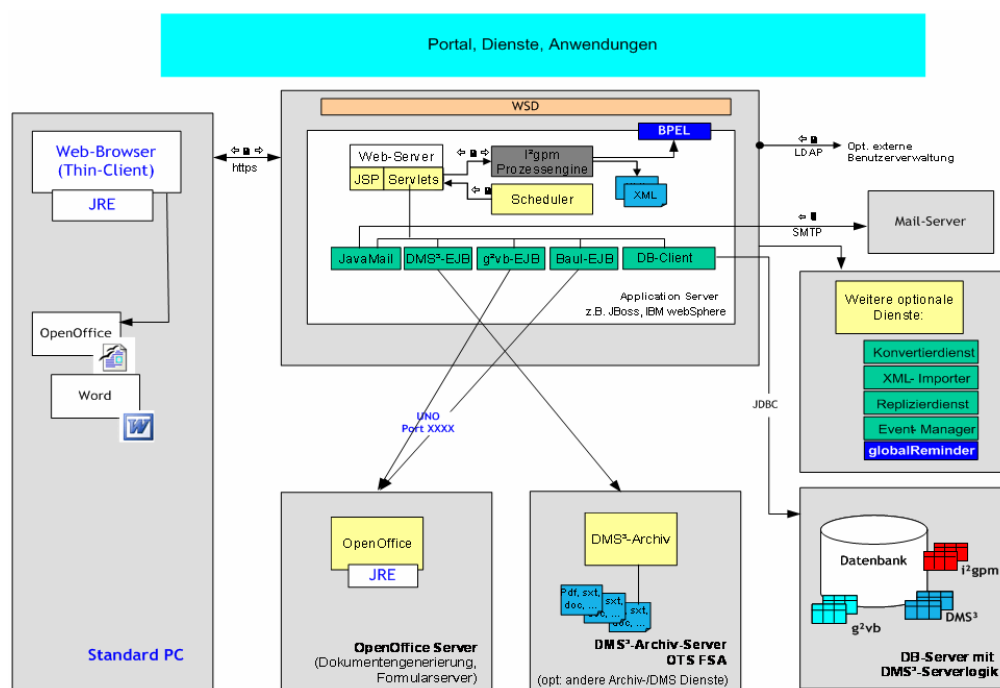 Portal, Dienste, Anwendungen
WSD
BPEL
Web-Browser
(Thin-Client)
JRE
https
Web-Server
JSP
Servlets
i²gpm
Prozessengine
XML
Scheduler
LDAP
Opt. externe
Benutzerverwaltung
SMTP
Mail-Server
JavaMail
DMS³-EJB
g²vb-EJB
Baul-EJB
DB-Client
Application Server
z.B. JBoss, IBM webSphere
OpenOffice
Word
W
Weitere optionale
Dienste:
Konvertierdienst
XML- Importer
Replizierdienst
Event- Manager
globalReminder
JDBC
UNO
Port XXXX
OpenOffice
JRE
OpenOffice Server
(Dokumentengenerierung,
Formularserver)
DMS³-Archiv
Pdf, sxt,
doc, ...
sxt,
doc, ...
sxt,
doc, ...
DMS³-Archiv-Server
OTS FSA
(opt: andere Archiv-/DMS Dienste)
Datenbank
i²gpm
DMS³
g²vb
DB-Server mit
DMS³-Serverlogik
Standard PC